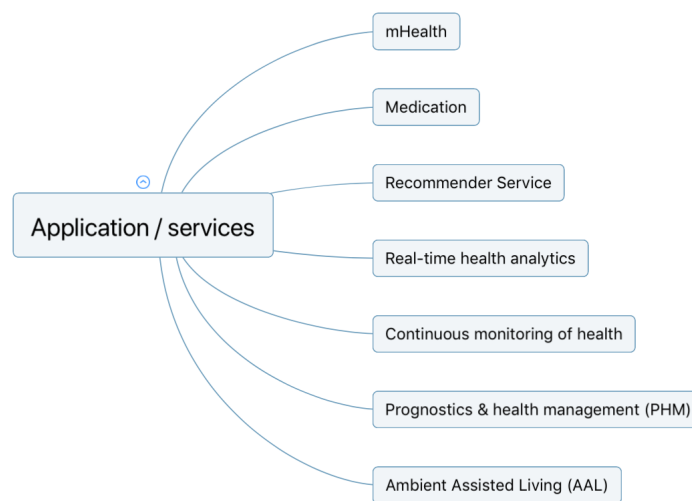 mHealth
Medication
Recommender Service
Application / services
Real-time health analytics
Continuous monitoring of health
Prognostics & health management (PHM)
Ambient Assisted Living (AAL)